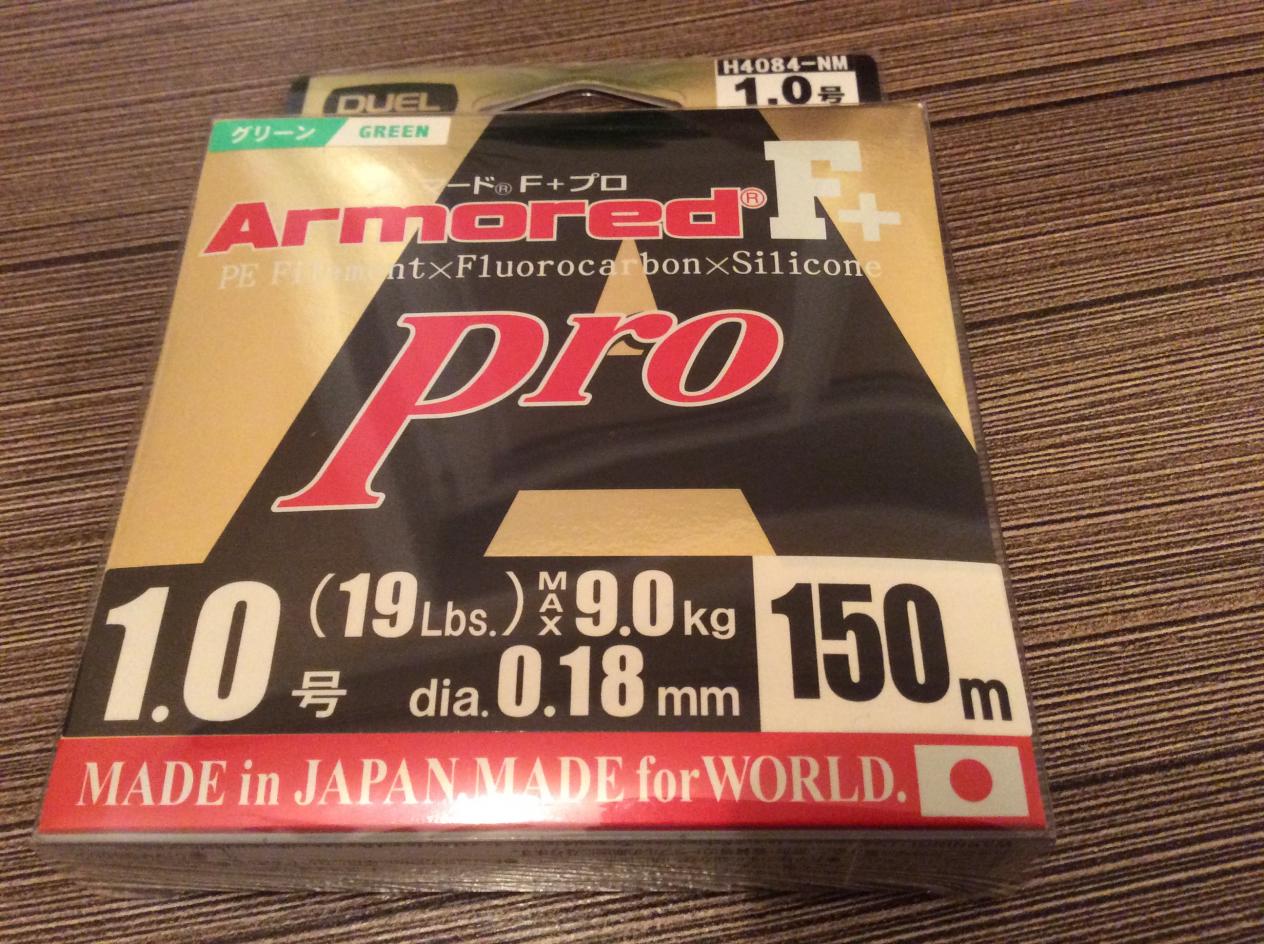 H4084-NM
DUEL
1.0号
グリーン GREEN
マード® F+プロ
Armored® F+
PE Filament×Fluorocarbon×Silicone
Pro
1.0号 (19Lbs.) MAX 9.0kg
dia. 0.18mm
150m
MADE in JAPAN. MADE for WORLD.